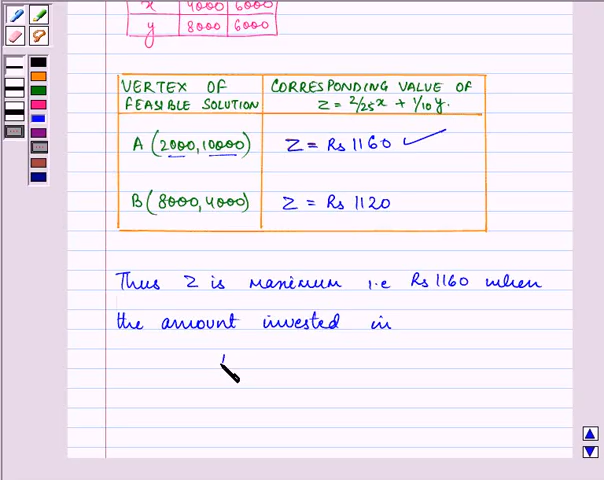 x 4000 6000
y 8000 6000
VERTEX OF CORRESPONDING VALUE OF
FEASIBLE SOLUTION Z = 2/25x + 1/10y.
A (2000, 10000) Z = Rs 1160 ✓
B (8000, 4000) Z = Rs 1120
Thus Z is maximum i.e Rs 1160 when
the amount invested in